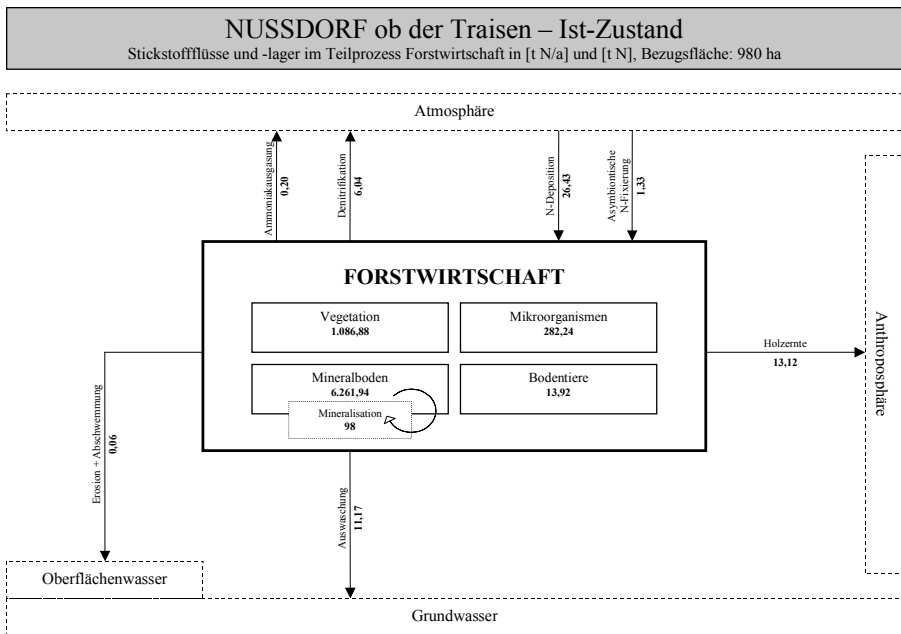 NUSSDORF ob der Traisen – Ist-Zustand
Stickstoffflüsse und -lager im Teilprozess Forstwirtschaft in [t N/a] und [t N], Bezugsfläche: 980 ha
Atmosphäre
Ammoniakausgasung
0,20
Denitrifikation
6,04
N-Deposition
26,43
Asymbiontische
N-Fixierung
1,33
FORSTWIRTSCHAFT
Vegetation
1.086,88
Mikroorganismen
282,24
Mineralboden
6.261,94
Mineralisation
98
Bodentiere
13,92
Holzernte
13,12
Anthroposphäre
Erosion + Abschwemmung
0,06
Auswaschung
11,17
Oberflächenwasser
Grundwasser